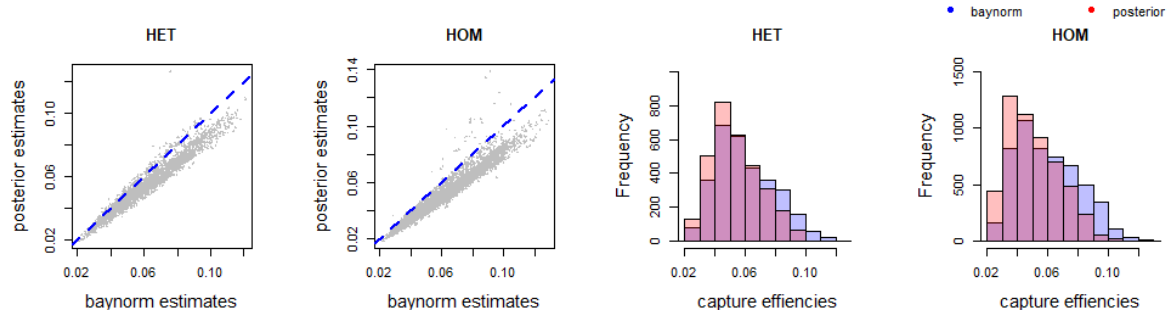 baynorm posterior
HET
HOM
HET
HOM
posterior estimates
0.02 0.06 0.10
0.02 0.06 0.10
baynorm estimates
posterior estimates
0.02 0.06 0.10 0.14
0.02 0.06 0.10
baynorm estimates
Frequency
0 200 400 600 800
0.02 0.06 0.10
capture effiencies
Frequency
0 500 1000 1500
0.02 0.06 0.10
capture effiencies